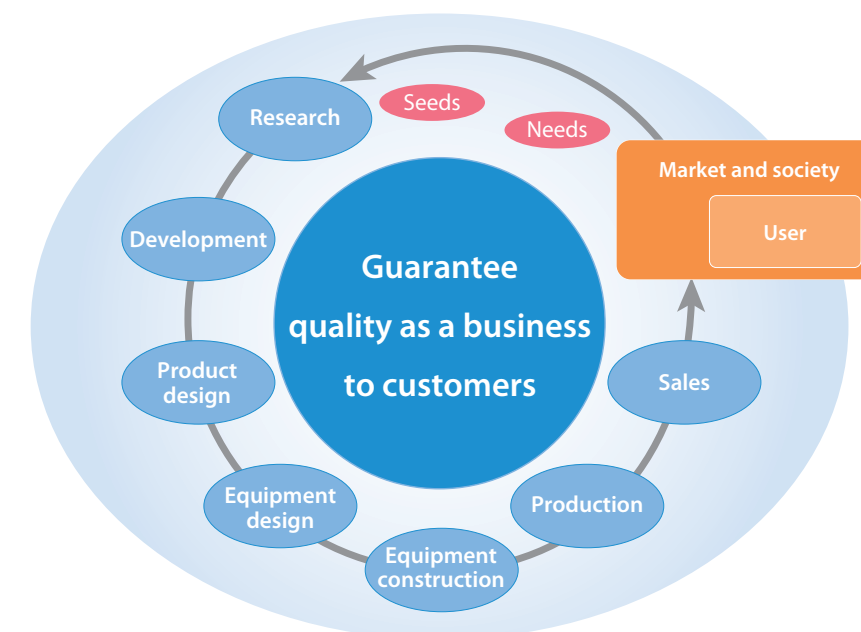 Seeds
Needs
Research
Market and society
User
Development
Guarantee
quality as a business
to customers
Product
design
Sales
Equipment
design
Production
Equipment
construction